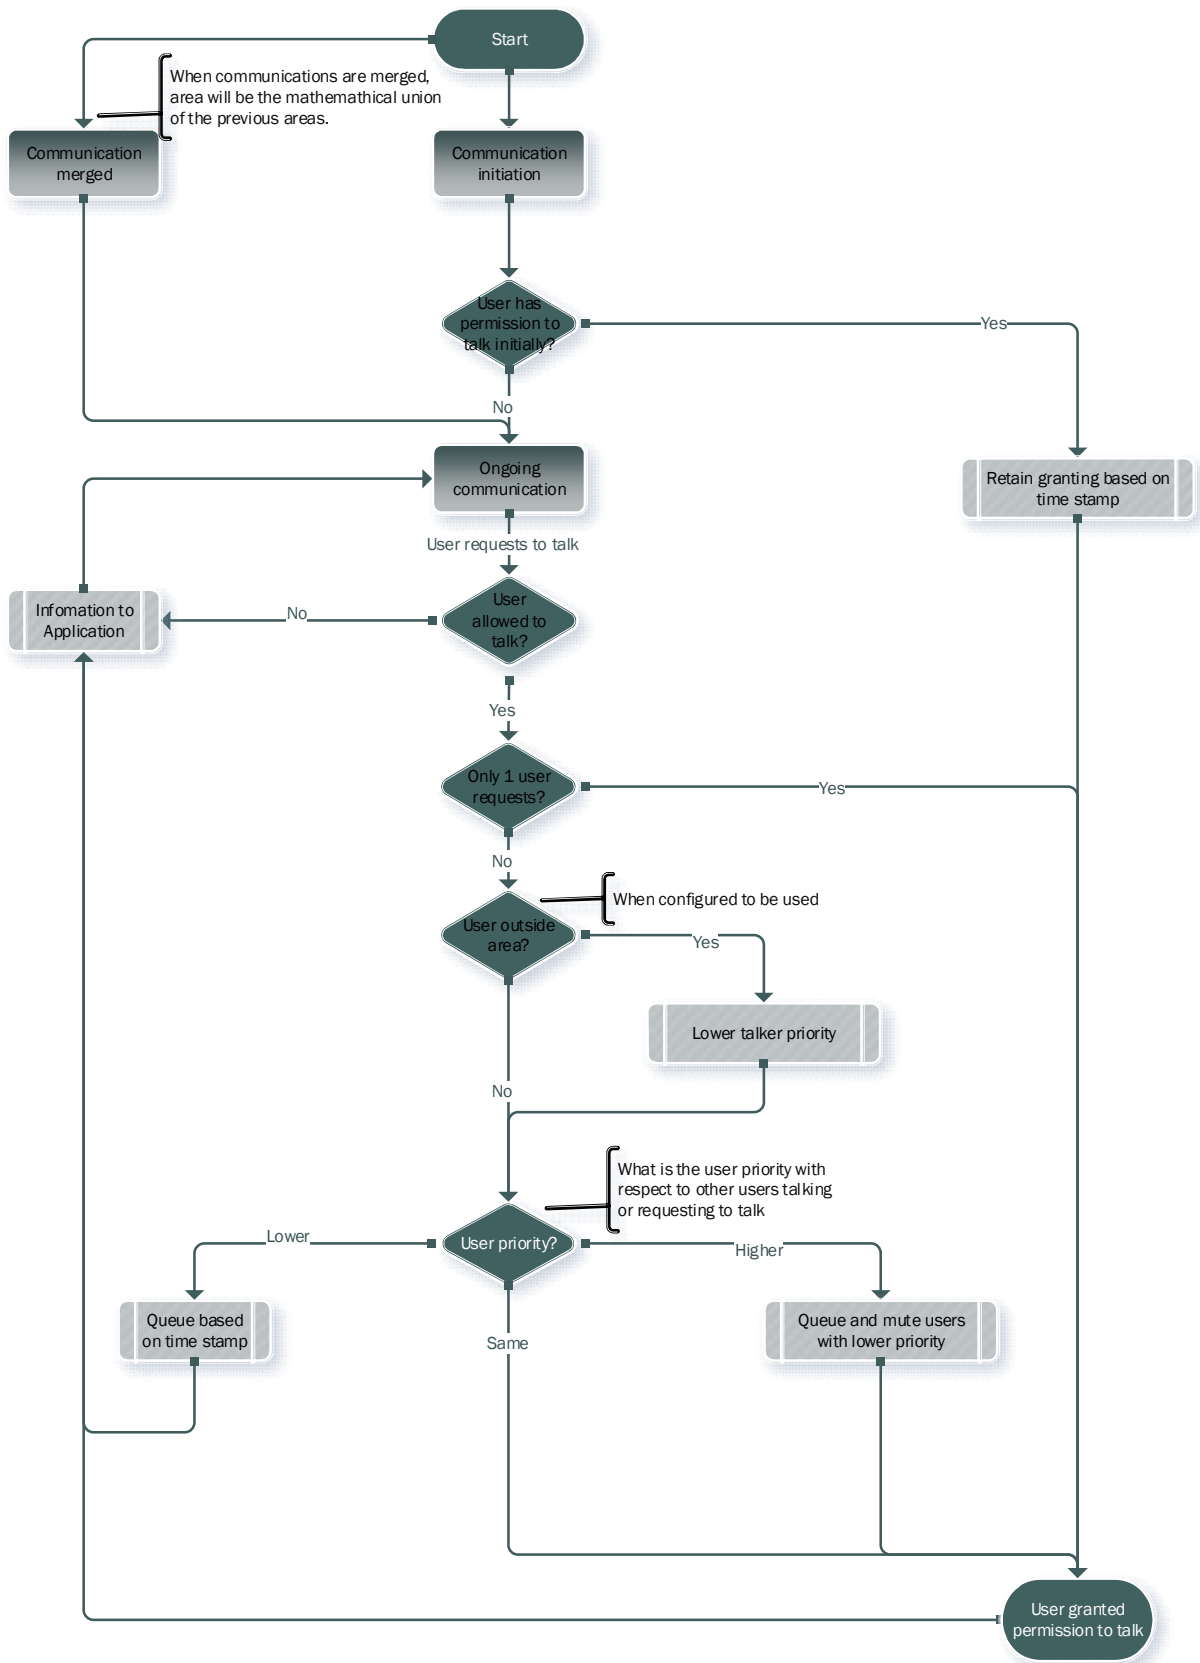 Start
When communications are merged,
area will be the mathemathical union
of the previous areas.
Communication
merged
Communication
initiation
User has
permission to
talk initially?
Yes
No
Ongoing
communication
Retain granting based on
time stamp
User requests to talk
Infomation to
Application
No
User
allowed to
talk?
Yes
Only 1 user
requests?
Yes
No
When configured to be used
User outside
area?
Yes
Lower talker priority
No
What is the user priority with
respect to other users talking
or requesting to talk
Lower
User priority?
Higher
Queue based
on time stamp
Queue and mute users
with lower priority
Same
User granted
permission to talk